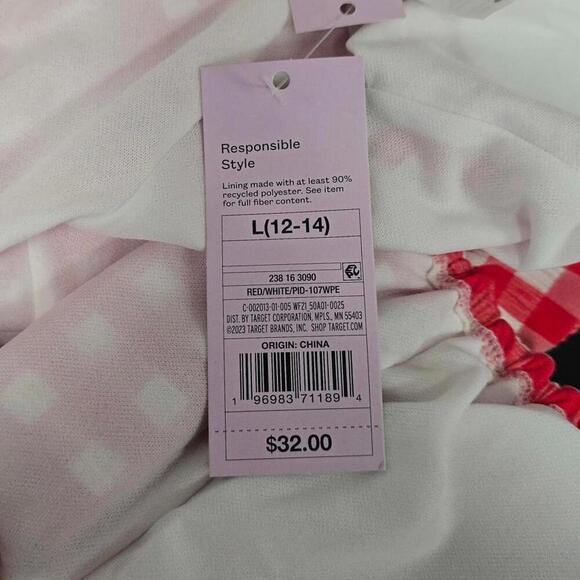 Responsible
Style
Lining made with at least 90%
recycled polyester. See item
for full fiber content.
L(12-14)
238 16 3090
RED/WHITE/PID-107WPE
C-002013-01-005 WFZ1_50A01-0025
DIST. BY TARGET CORPORATION, MPLS., MN 55403
©2023 TARGET BRANDS, INC. SHOP TARGET.COM
ORIGIN: CHINA
1 96983 71189 4
$32.00